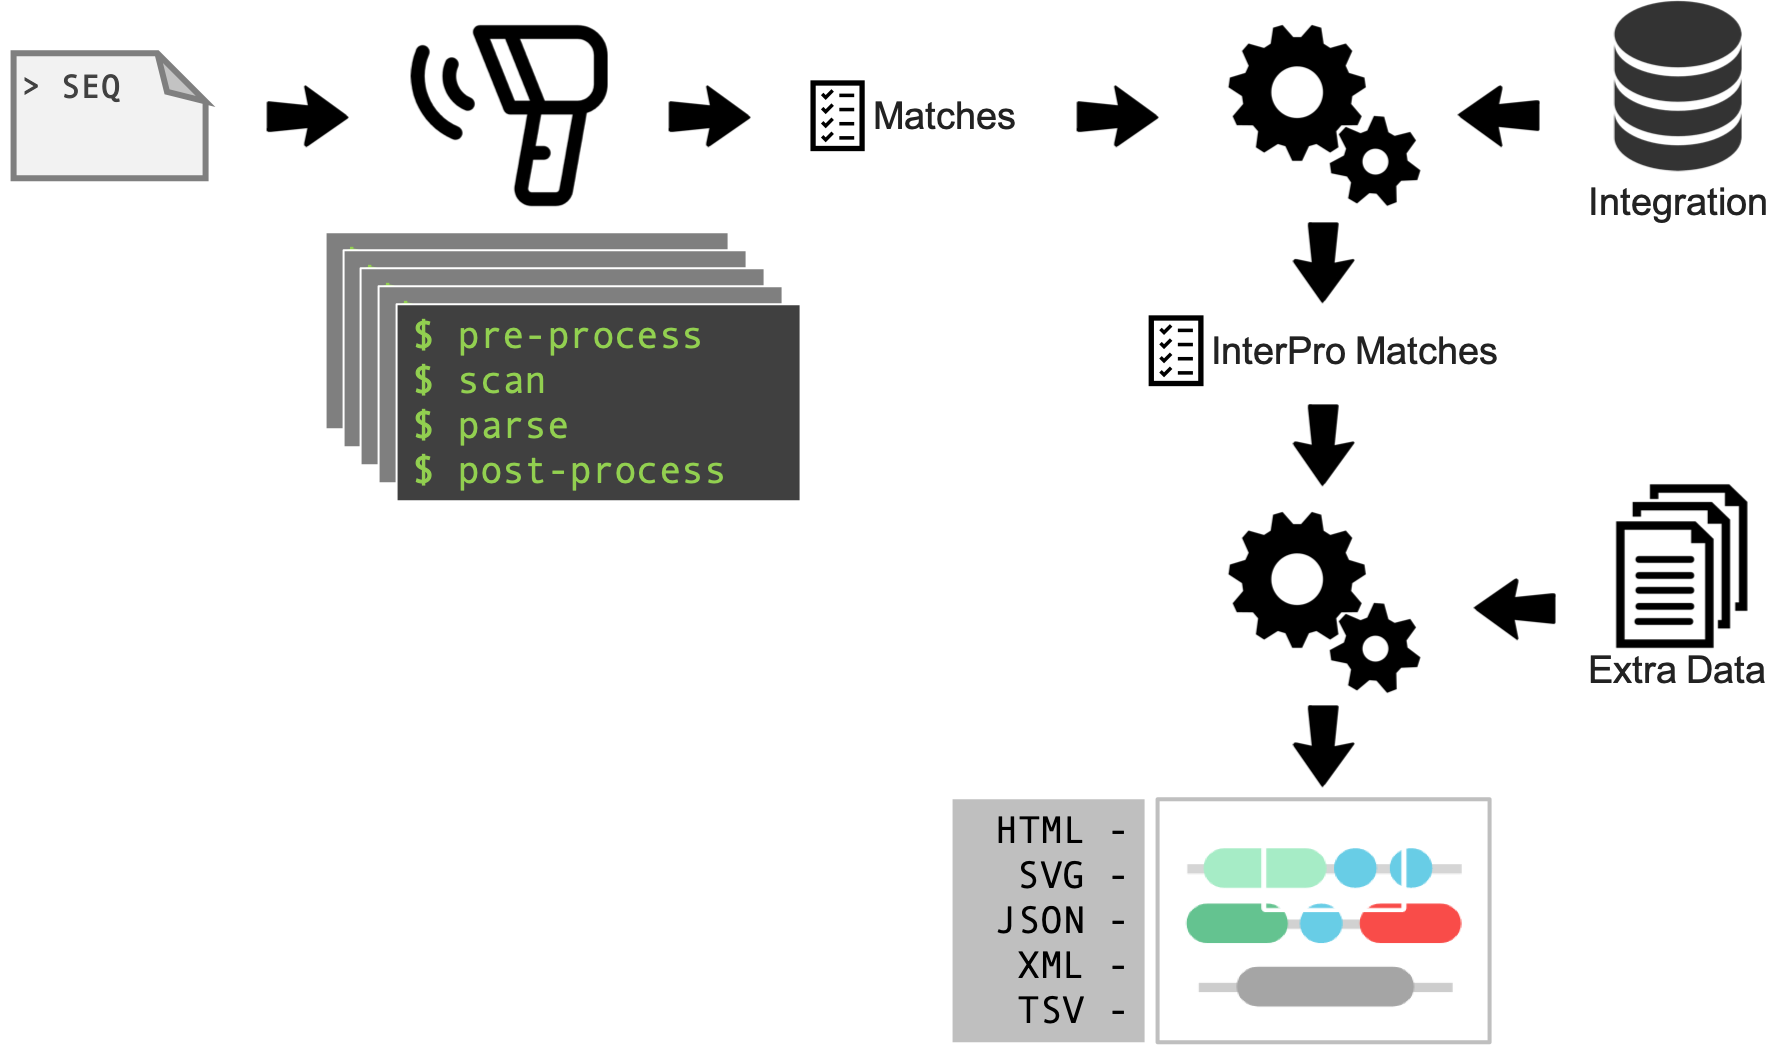 > SEQ
Matches
Integration
$ pre-process
$ scan
$ parse
$ post-process
InterPro Matches
Extra Data
HTML -
SVG -
JSON -
XML -
TSV -